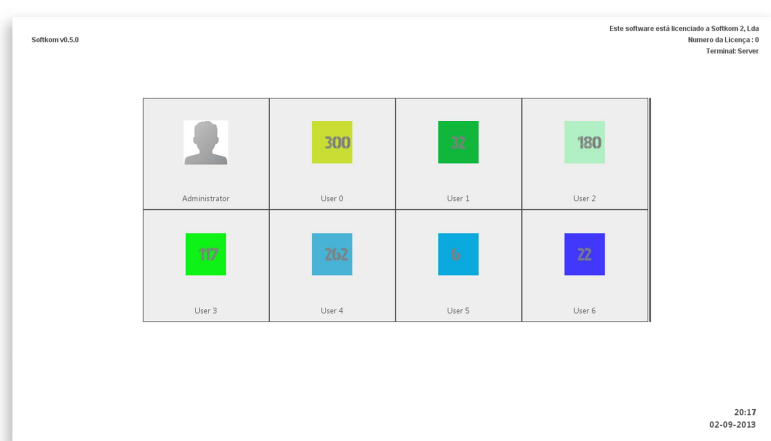 Este software está licenciado a Softkom 2, Lda
Softkom v0.5.0
Numero da Licença : 0
Terminal: Server
300
32
180
Administrator
User 0
User 1
User 2
117
262
6
22
User 3
User 4
User 5
User 6
20:17
02-09-2013